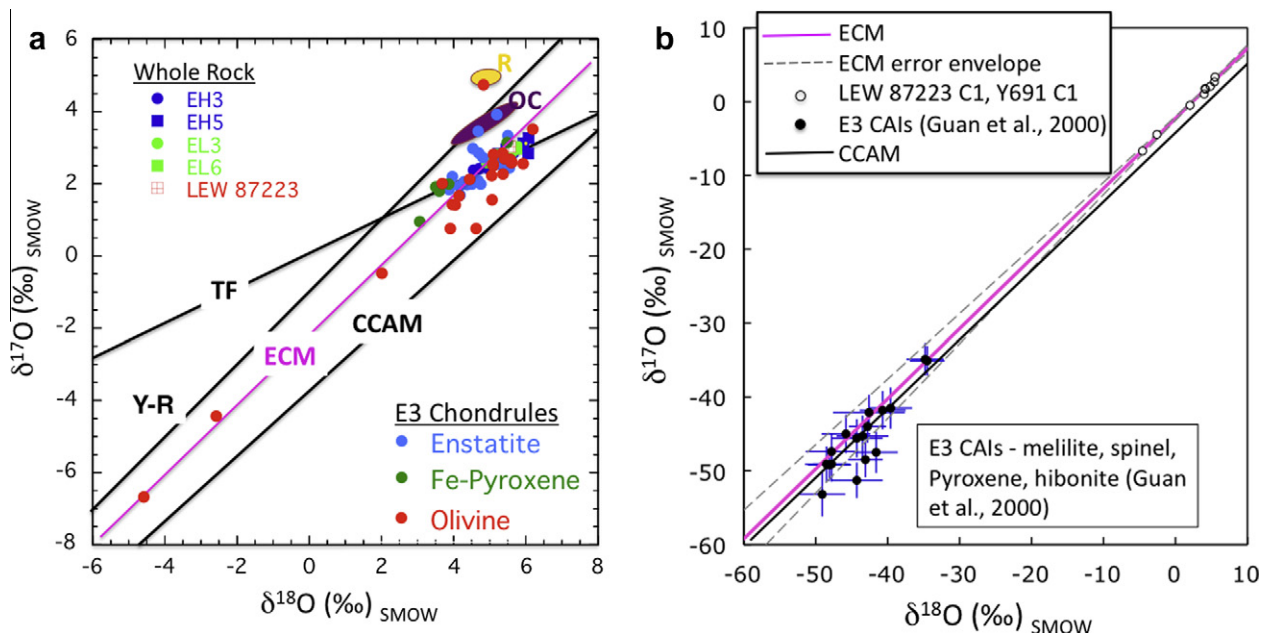 a
6
4
2
0
-2
-4
-6
-8
-6
-4
-2
0
2
4
6
8
δ17O (‰) SMOW
δ18O (‰) SMOW
Whole Rock
EH3
EH5
EL3
EL6
LEW 87223
R
OC
TF
Y-R
ECM
CCAM
E3 Chondrules
Enstatite
Fe-Pyroxene
Olivine
b
10
0
-10
-20
-30
-40
-50
-60
-60
-50
-40
-30
-20
-10
0
10
δ17O (‰) SMOW
δ18O (‰) SMOW
ECM
ECM error envelope
LEW 87223 C1, Y691 C1
E3 CAIs (Guan et al., 2000)
CCAM
E3 CAIs - melilite, spinel,
Pyroxene, hibonite (Guan
et al., 2000)